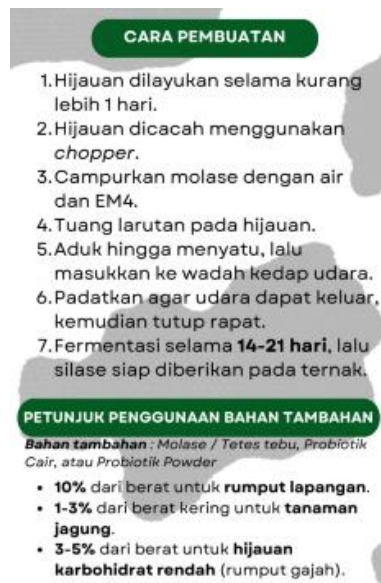 CARA PEMBUATAN
1. Hijauan dilayukan selama kurang
lebih 1 hari.
2. Hijauan dicacah menggunakan
chopper.
3. Campurkan molase dengan air
dan EM4.
4. Tuang larutan pada hijauan.
5. Aduk hingga menyatu, lalu
masukkan ke wadah kedap udara.
6. Padatkan agar udara dapat keluar,
kemudian tutup rapat.
7. Fermentasi selama 14-21 hari, lalu
silase siap diberikan pada ternak.
PETUNJUK PENGGUNAAN BAHAN TAMBAHAN
Bahan tambahan : Molase / Tetes tebu, Probiotik
Cair, atau Probiotik Powder
• 10% dari berat untuk rumput lapangan.
• 1-3% dari berat kering untuk tanaman
jagung.
• 3-5% dari berat untuk hijauan
karbohidrat rendah (rumput gajah).